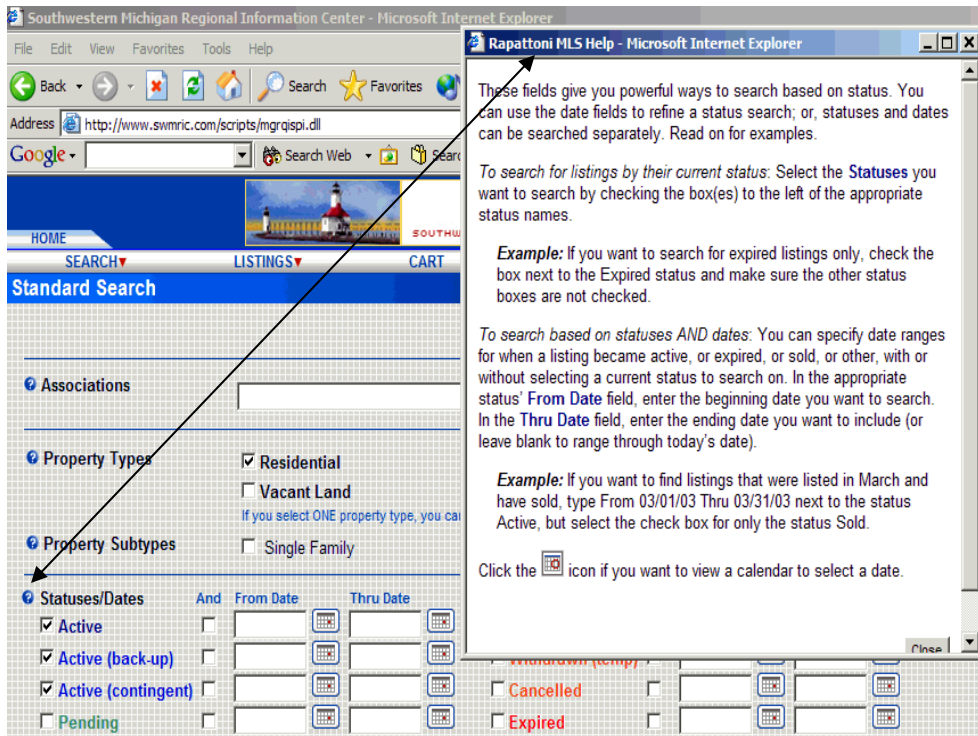 Southwestern Michigan Regional Information Center - Microsoft Internet Explorer
File Edit View Favorites Tools Help
Back Search Favorites
Address http://www.swmric.com/scripts/mgrqispi.dll
Google Search Web
HOME
SOUTHW
SEARCH LISTINGS CART
Standard Search
Associations
Property Types
Residential
Vacant Land
If you select ONE property type, you ca
Property Subtypes
Single Family
Statuses/Dates And From Date Thru Date
Active
Active (back-up)
Active (contingent)
Pending
Withdrawn (temp)
Cancelled
Expired
Rapattoni MLS Help - Microsoft Internet Explorer
These fields give you powerful ways to search based on status. You
can use the date fields to refine a status search; or, statuses and dates
can be searched separately. Read on for examples.
To search for listings by their current status: Select the Statuses you
want to search by checking the box(es) to the left of the appropriate
status names.
Example: If you want to search for expired listings only, check the
box next to the Expired status and make sure the other status
boxes are not checked.
To search based on statuses AND dates: You can specify date ranges
for when a listing became active, or expired, or sold, or other, with or
without selecting a current status to search on. In the appropriate
status' From Date field, enter the beginning date you want to search.
In the Thru Date field, enter the ending date you want to include (or
leave blank to range through today's date).
Example: If you want to find listings that were listed in March and
have sold, type From 03/01/03 Thru 03/31/03 next to the status
Active, but select the check box for only the status Sold.
Click the icon if you want to view a calendar to select a date.
Close